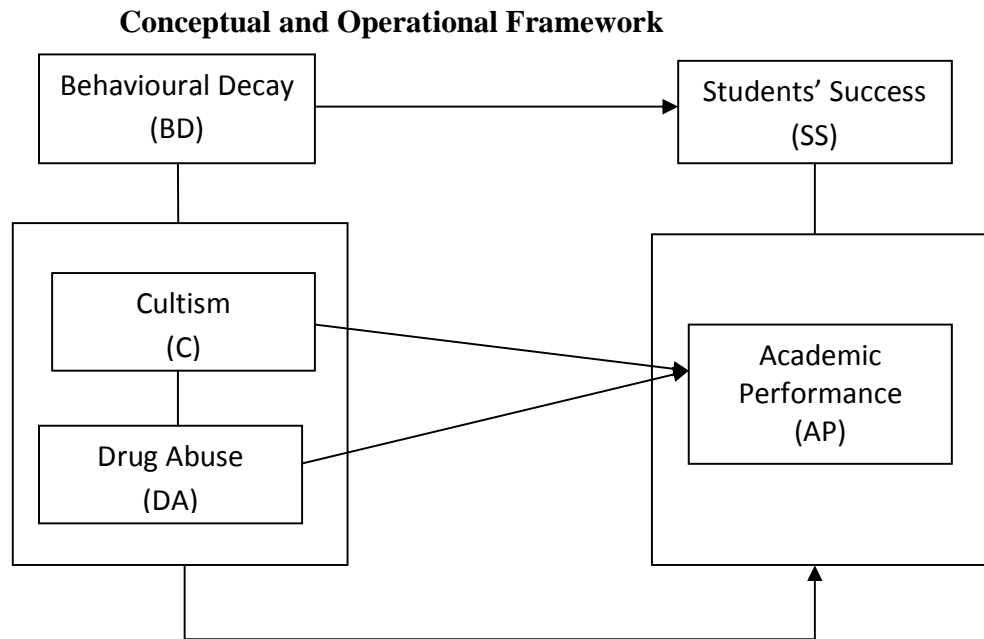 Conceptual and Operational Framework
Behavioural Decay
(BD)
Students’ Success
(SS)
Cultism
(C)
Drug Abuse
(DA)
Academic
Performance
(AP)